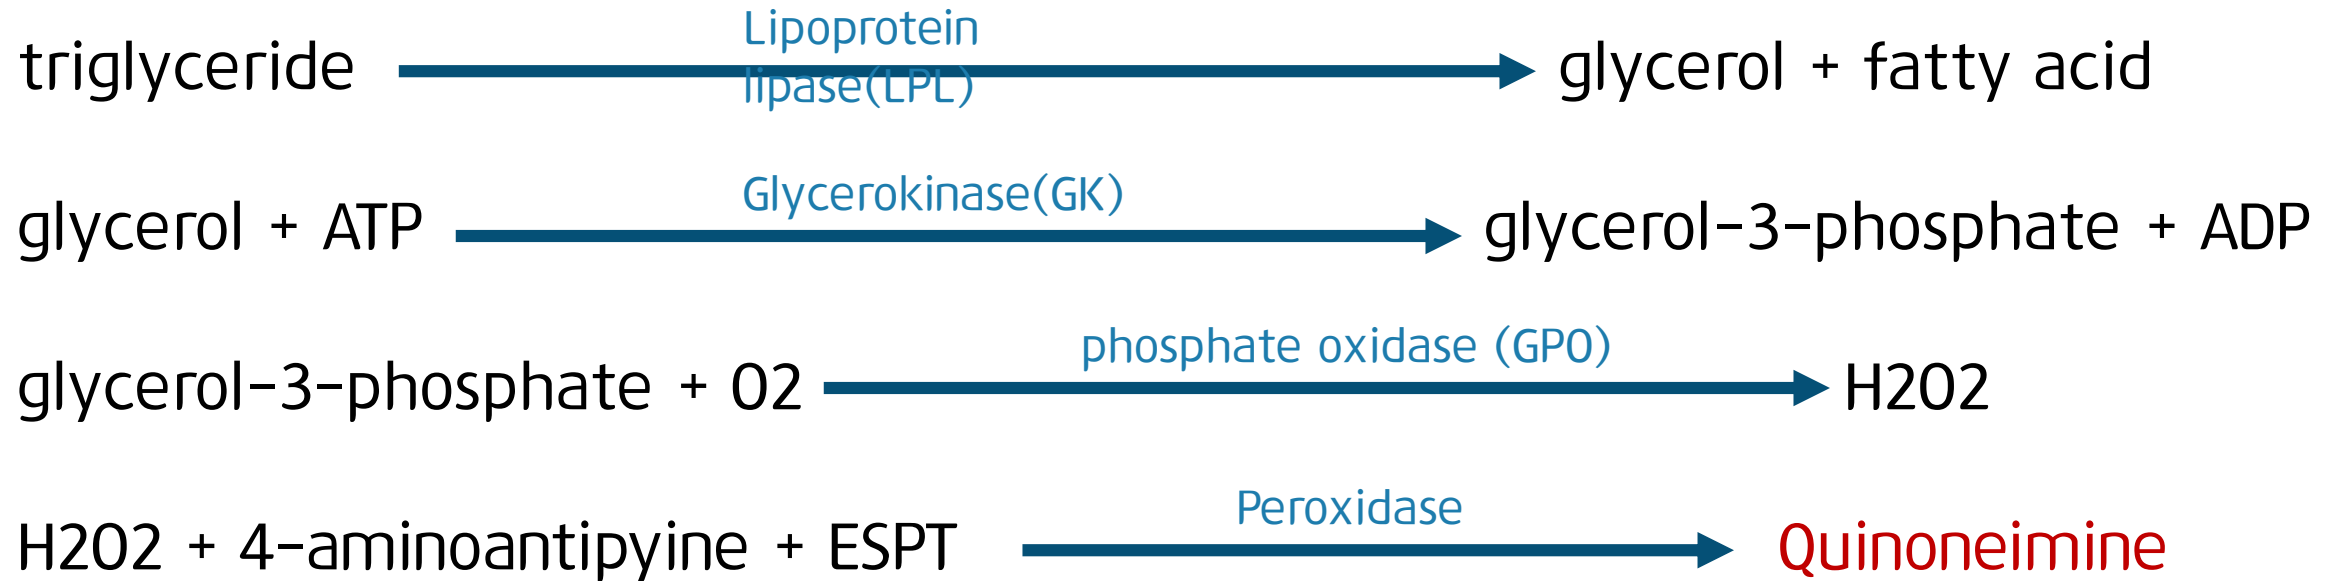 Lipoprotein
triglyceride lipase(LPL) glycerol + fatty acid
Glycerokinase(GK)
glycerol + ATP glycerol-3-phosphate + ADP
phosphate oxidase (GPO)
glycerol-3-phosphate + O2 H2O2
Peroxidase
H2O2 + 4-aminoantipyine + ESPT Quinoneimine